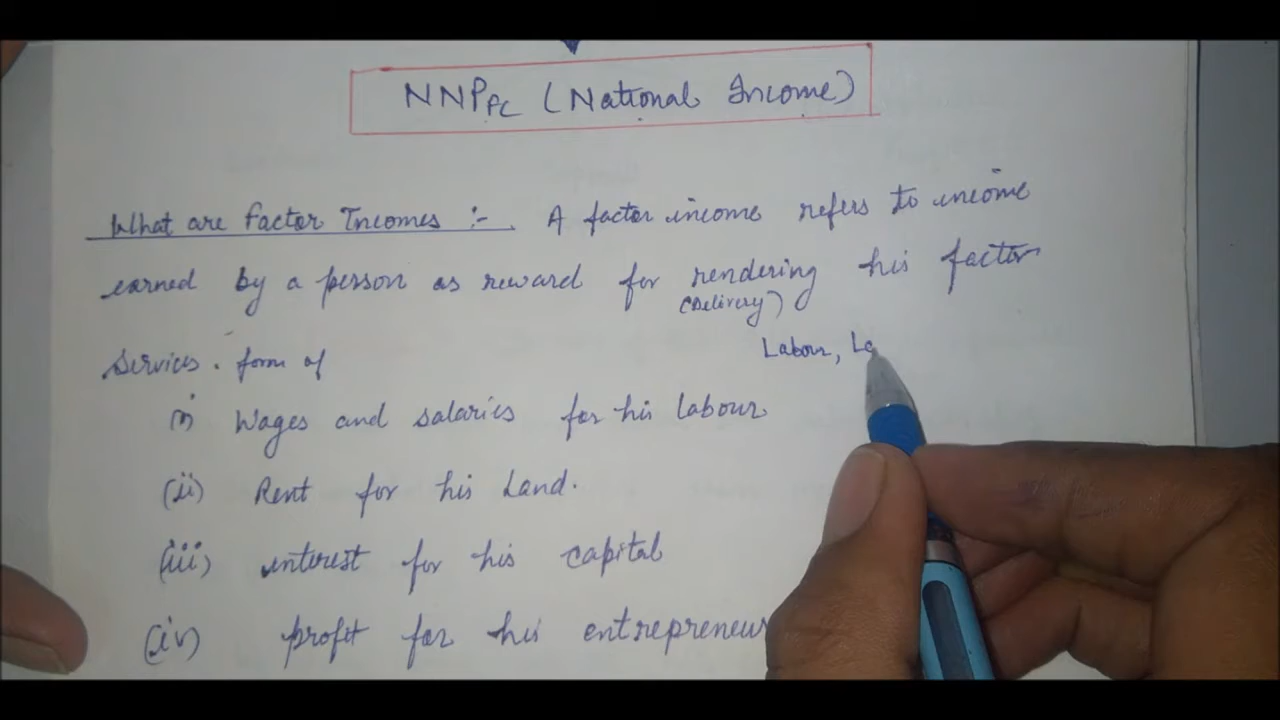 NNPFC (National Income)
What are Factor Incomes :- A factor income refers to income
earned by a person as reward for rendering his factor
(Delivery)
Services. form of
Labour, La
(i) Wages and salaries for his labour
(ii) Rent for his Land.
(iii) interest for his capital
(iv) profit for his entrepreneur